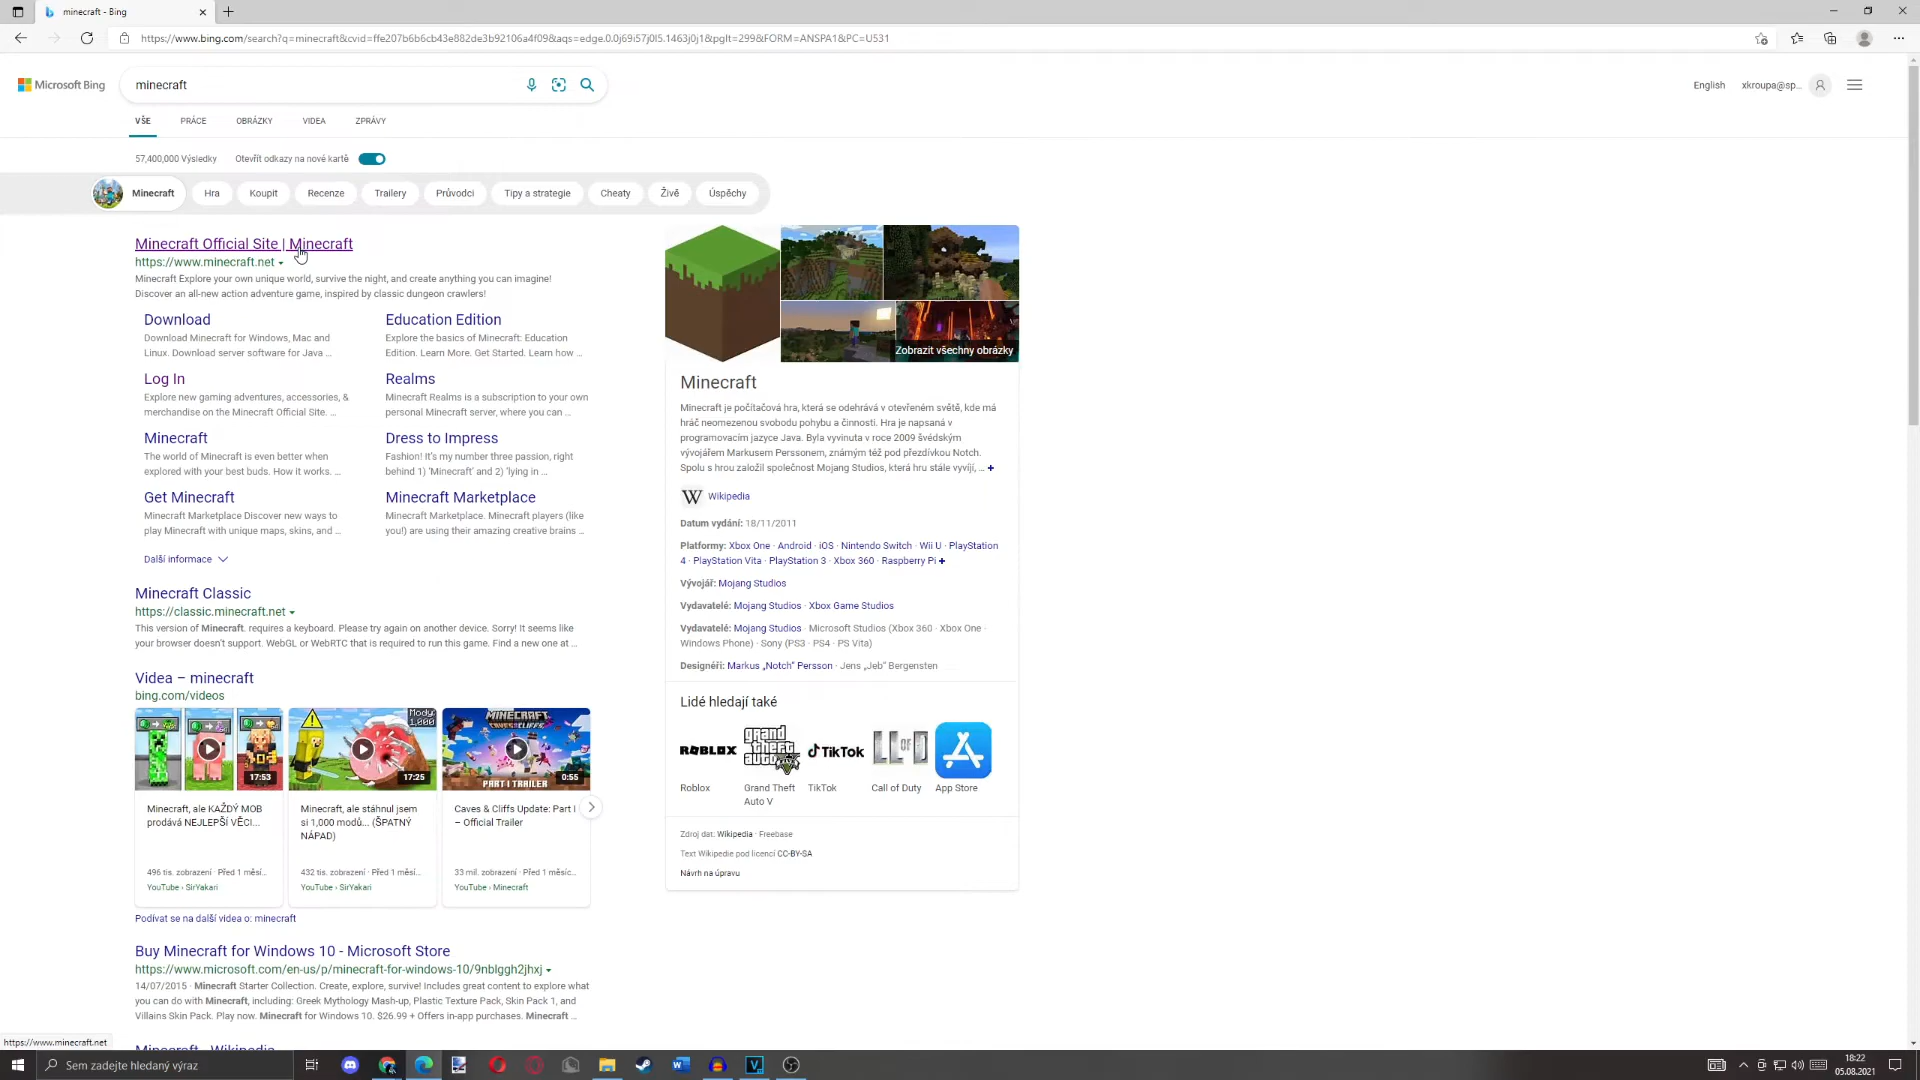 minecraft - Bing
https://www.bing.com/search?q=minecraft&cvid=ffe207b6b6cb43e882de3b92106a4f09&aqs=edge.0.0j69i57j0l5.1463j0j1&pglt=299&FORM=ANSPA1&PC=U531
Microsoft Bing
minecraft
English
xkroupa@sp...
VŠE
PRÁCE
OBRÁZKY
VIDEA
ZPRÁVY
57,400,000 Výsledky
Otevřít odkazy na nové kartě
Minecraft
Hra
Koupit
Recenze
Trailery
Průvodci
Tipy a strategie
Cheaty
Živě
Úspěchy
Minecraft Official Site | Minecraft
https://www.minecraft.net
Minecraft Explore your own unique world, survive the night, and create anything you can imagine!
Discover an all-new action adventure game, inspired by classic dungeon crawlers!
Download
Download Minecraft for Windows, Mac and
Linux. Download server software for Java ...
Education Edition
Explore the basics of Minecraft: Education
Edition. Learn More. Get Started. Learn how ...
Log In
Explore new gaming adventures, accessories, &
merchandise on the Minecraft Official Site. ...
Realms
Minecraft Realms is a subscription to your own
personal Minecraft server, where you can ...
Minecraft
The world of Minecraft is even better when
explored with your best buds. How it works. ...
Dress to Impress
Fashion! It's my number three passion, right
behind 1) 'Minecraft' and 2) 'lying in ...
Get Minecraft
Minecraft Marketplace Discover new ways to
play Minecraft with unique maps, skins, and ...
Minecraft Marketplace
Minecraft Marketplace. Minecraft players (like
you!) are using their amazing creative brains ...
Další informace
Minecraft Classic
https://classic.minecraft.net
This version of Minecraft. requires a keyboard. Please try again on another device. Sorry! It seems like
your browser doesn't support. WebGL or WebRTC that is required to run this game. Find a new one at ...
Videa – minecraft
bing.com/videos
17:53
Mody:
1,000
17:25
MINECRAFT
CAVES & CLIFFS
PART I TRAILER
0:55
Minecraft, ale KAŽDÝ MOB
prodává NEJLEPŠÍ VĚCI...
496 tis. zobrazení · Před 1 měsí...
YouTube › SirYakari
Minecraft, ale stáhnul jsem
si 1,000 modů... (ŠPATNÝ
NÁPAD)
432 tis. zobrazení · Před 1 měsí...
YouTube › SirYakari
Caves & Cliffs Update: Part I
– Official Trailer
33 mil. zobrazení · Před 1 měsíc...
YouTube › Minecraft
Podívat se na další videa o: minecraft
Buy Minecraft for Windows 10 - Microsoft Store
https://www.microsoft.com/en-us/p/minecraft-for-windows-10/9nblggh2jhxj
14/07/2015 · Minecraft Starter Collection. Create, explore, survive! Includes great content to explore what
you can do with Minecraft, including: Greek Mythology Mash-up, Plastic Texture Pack, Skin Pack 1, and
Villains Skin Pack. Play now. Minecraft for Windows 10. $26.99 + Offers in-app purchases. Minecraft ...
Minecraft - Wikipedia
Zobrazit všechny obrázky
Minecraft
Minecraft je počítačová hra, která se odehrává v otevřeném světě, kde má
hráč neomezenou svobodu pohybu a činnosti. Hra je napsaná v
programovacím jazyce Java. Byla vyvinuta v roce 2009 švédským
vývojářem Markusem Perssonem, známým též pod přezdívkou Notch.
Spolu s hrou založil společnost Mojang Studios, která hru stále vyvíjí, ... +
W Wikipedia
Datum vydání: 18/11/2011
Platformy: Xbox One · Android · iOS · Nintendo Switch · Wii U · PlayStation
4 · PlayStation Vita · PlayStation 3 · Xbox 360 · Raspberry Pi +
Vývojář: Mojang Studios
Vydavatelé: Mojang Studios · Xbox Game Studios
Vydavatelé: Mojang Studios · Microsoft Studios (Xbox 360 · Xbox One ·
Windows Phone) · Sony (PS3 · PS4 · PS Vita)
Designéři: Markus „Notch“ Persson · Jens „Jeb“ Bergensten
Lidé hledají také
ROBLOX
grand
theft
auto V
TikTok
Roblox
Grand Theft
Auto V
TikTok
Call of Duty
App Store
Zdroj dat: Wikipedia · Freebase
Text Wikipedie pod licencí CC-BY-SA
Návrh na úpravu
https://www.minecraft.net
Sem zadejte hledaný výraz
18:22
05.08.2021